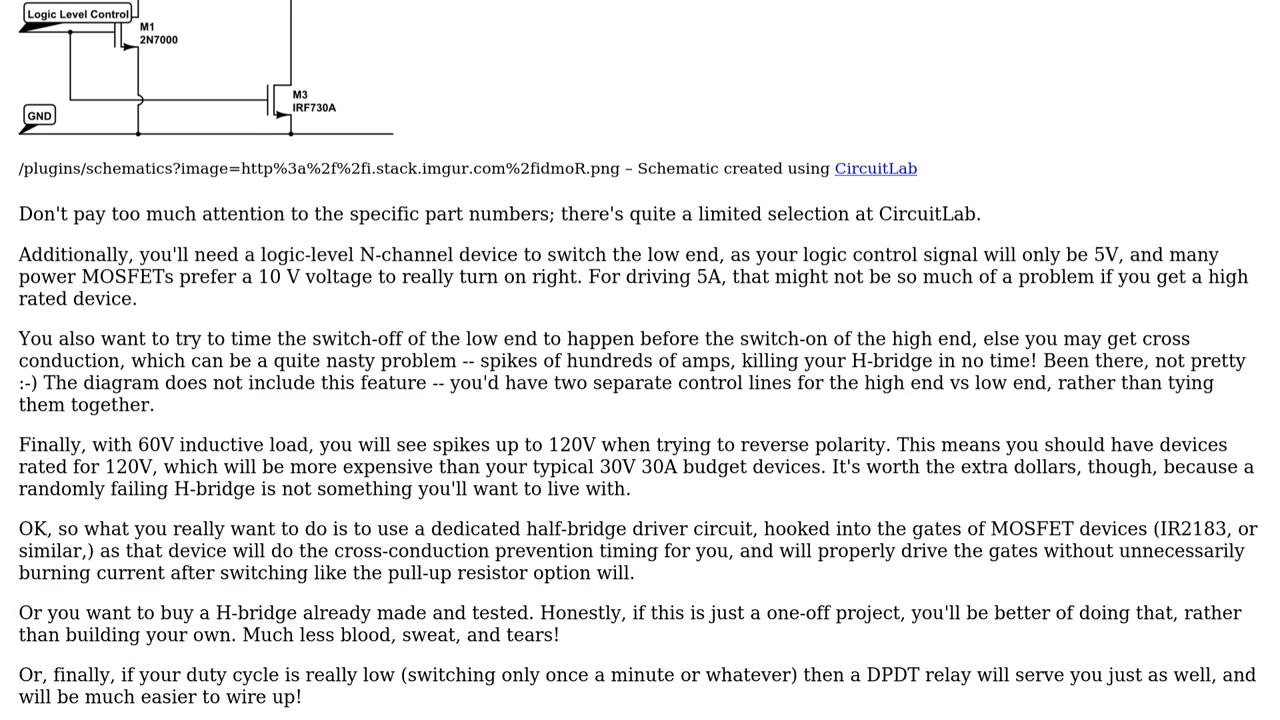 Logic Level Control
M1
2N7000
M3
IRF730A
GND
/plugins/schematics?image=http%3a%2f%2fi.stack.imgur.com%2fidmoR.png – Schematic created using CircuitLab
Don't pay too much attention to the specific part numbers; there's quite a limited selection at CircuitLab.
Additionally, you'll need a logic-level N-channel device to switch the low end, as your logic control signal will only be 5V, and many
power MOSFETs prefer a 10 V voltage to really turn on right. For driving 5A, that might not be so much of a problem if you get a high
rated device.
You also want to try to time the switch-off of the low end to happen before the switch-on of the high end, else you may get cross
conduction, which can be a quite nasty problem -- spikes of hundreds of amps, killing your H-bridge in no time! Been there, not pretty
:-) The diagram does not include this feature -- you'd have two separate control lines for the high end vs low end, rather than tying
them together.
Finally, with 60V inductive load, you will see spikes up to 120V when trying to reverse polarity. This means you should have devices
rated for 120V, which will be more expensive than your typical 30V 30A budget devices. It's worth the extra dollars, though, because a
randomly failing H-bridge is not something you'll want to live with.
OK, so what you really want to do is to use a dedicated half-bridge driver circuit, hooked into the gates of MOSFET devices (IR2183, or
similar,) as that device will do the cross-conduction prevention timing for you, and will properly drive the gates without unnecessarily
burning current after switching like the pull-up resistor option will.
Or you want to buy a H-bridge already made and tested. Honestly, if this is just a one-off project, you'll be better of doing that, rather
than building your own. Much less blood, sweat, and tears!
Or, finally, if your duty cycle is really low (switching only once a minute or whatever) then a DPDT relay will serve you just as well, and
will be much easier to wire up!